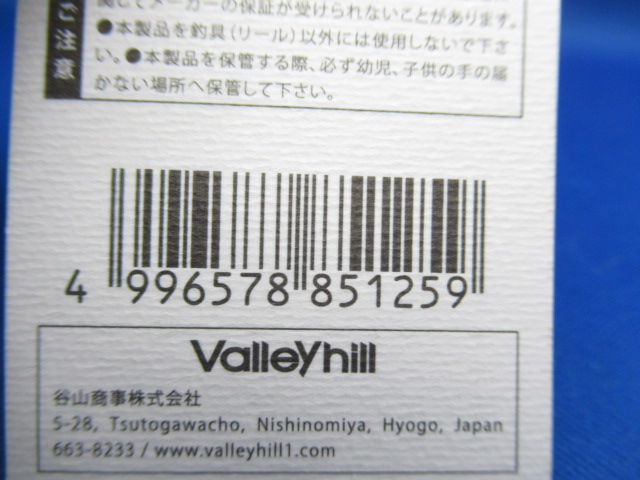 ご注意
関してメーカーの保証が受けられないことがあります。
●本製品を釣具（リール）以外には使用しないで下さ
い。●本製品を保管する際、必ず幼児、子供の手の届
かない場所へ保管して下さい。
4 996578 851259
Valleyhill
谷山商事株式会社
5-28, Tsutogawacho, Nishinomiya, Hyogo, Japan
663-8233 / www.valleyhill1.com